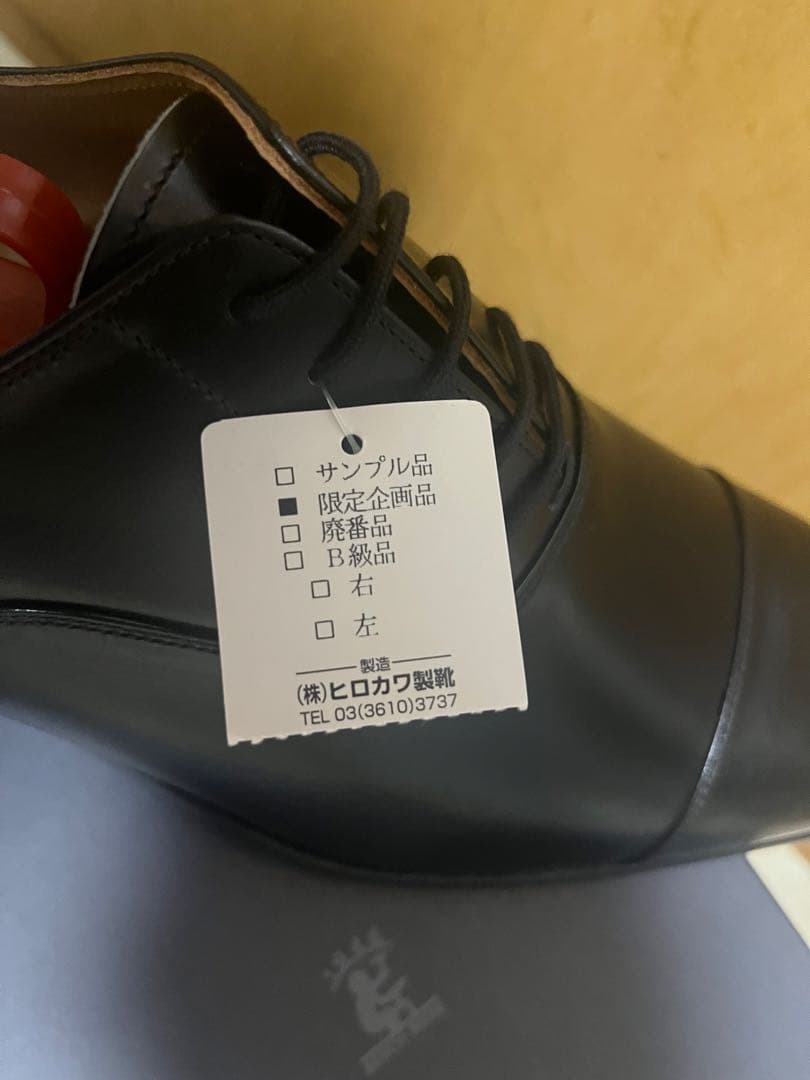 □ サンプル品
■ 限定企画品
□ 廃番品
□ B級品
□ 右
□ 左
製造
(株)ヒロカワ製靴
TEL 03(3610)3737